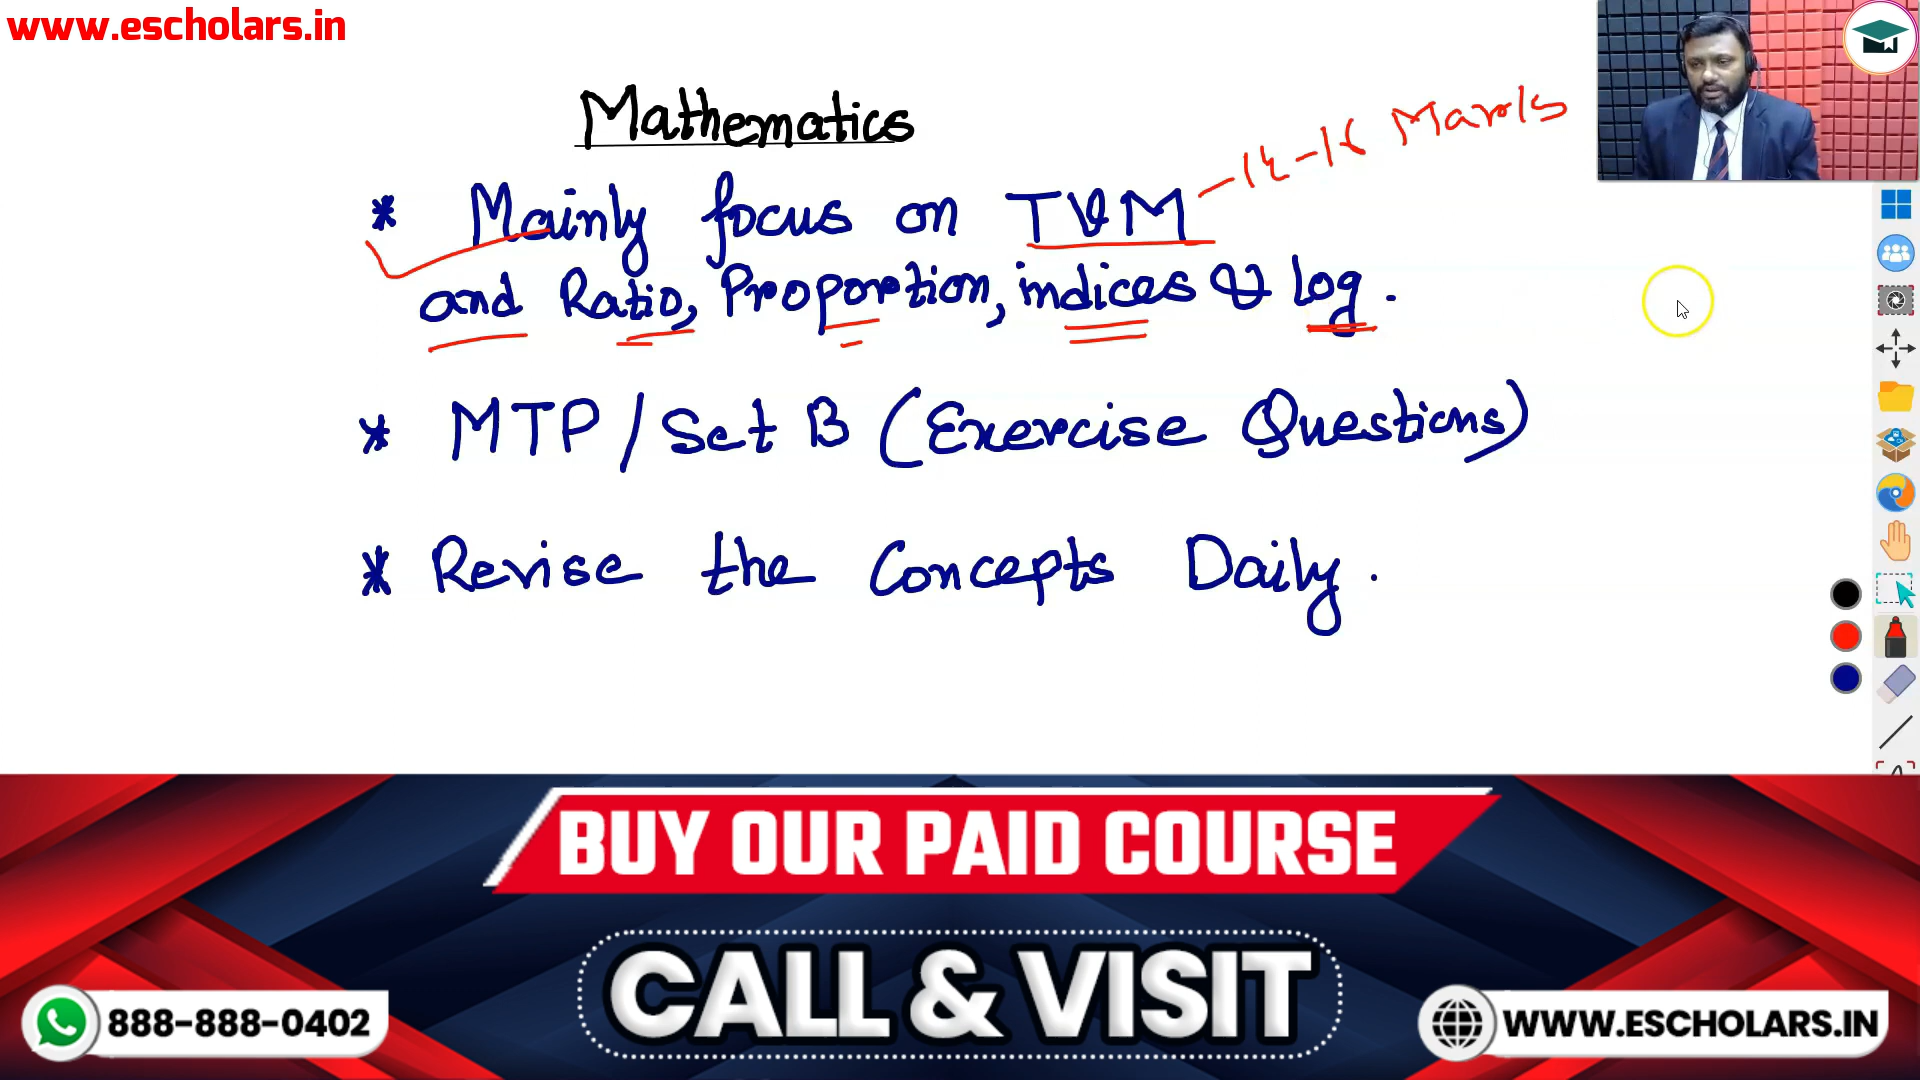 www.escholars.in
Mathematics
* Mainly focus on TVM - 14-16 Marks
and Ratio, Proportion, indices & log.
* MTP / Set B (Exercise Questions)
* Revise the Concepts Daily.
BUY OUR PAID COURSE
CALL & VISIT
888-888-0402
WWW.ESCHOLARS.IN